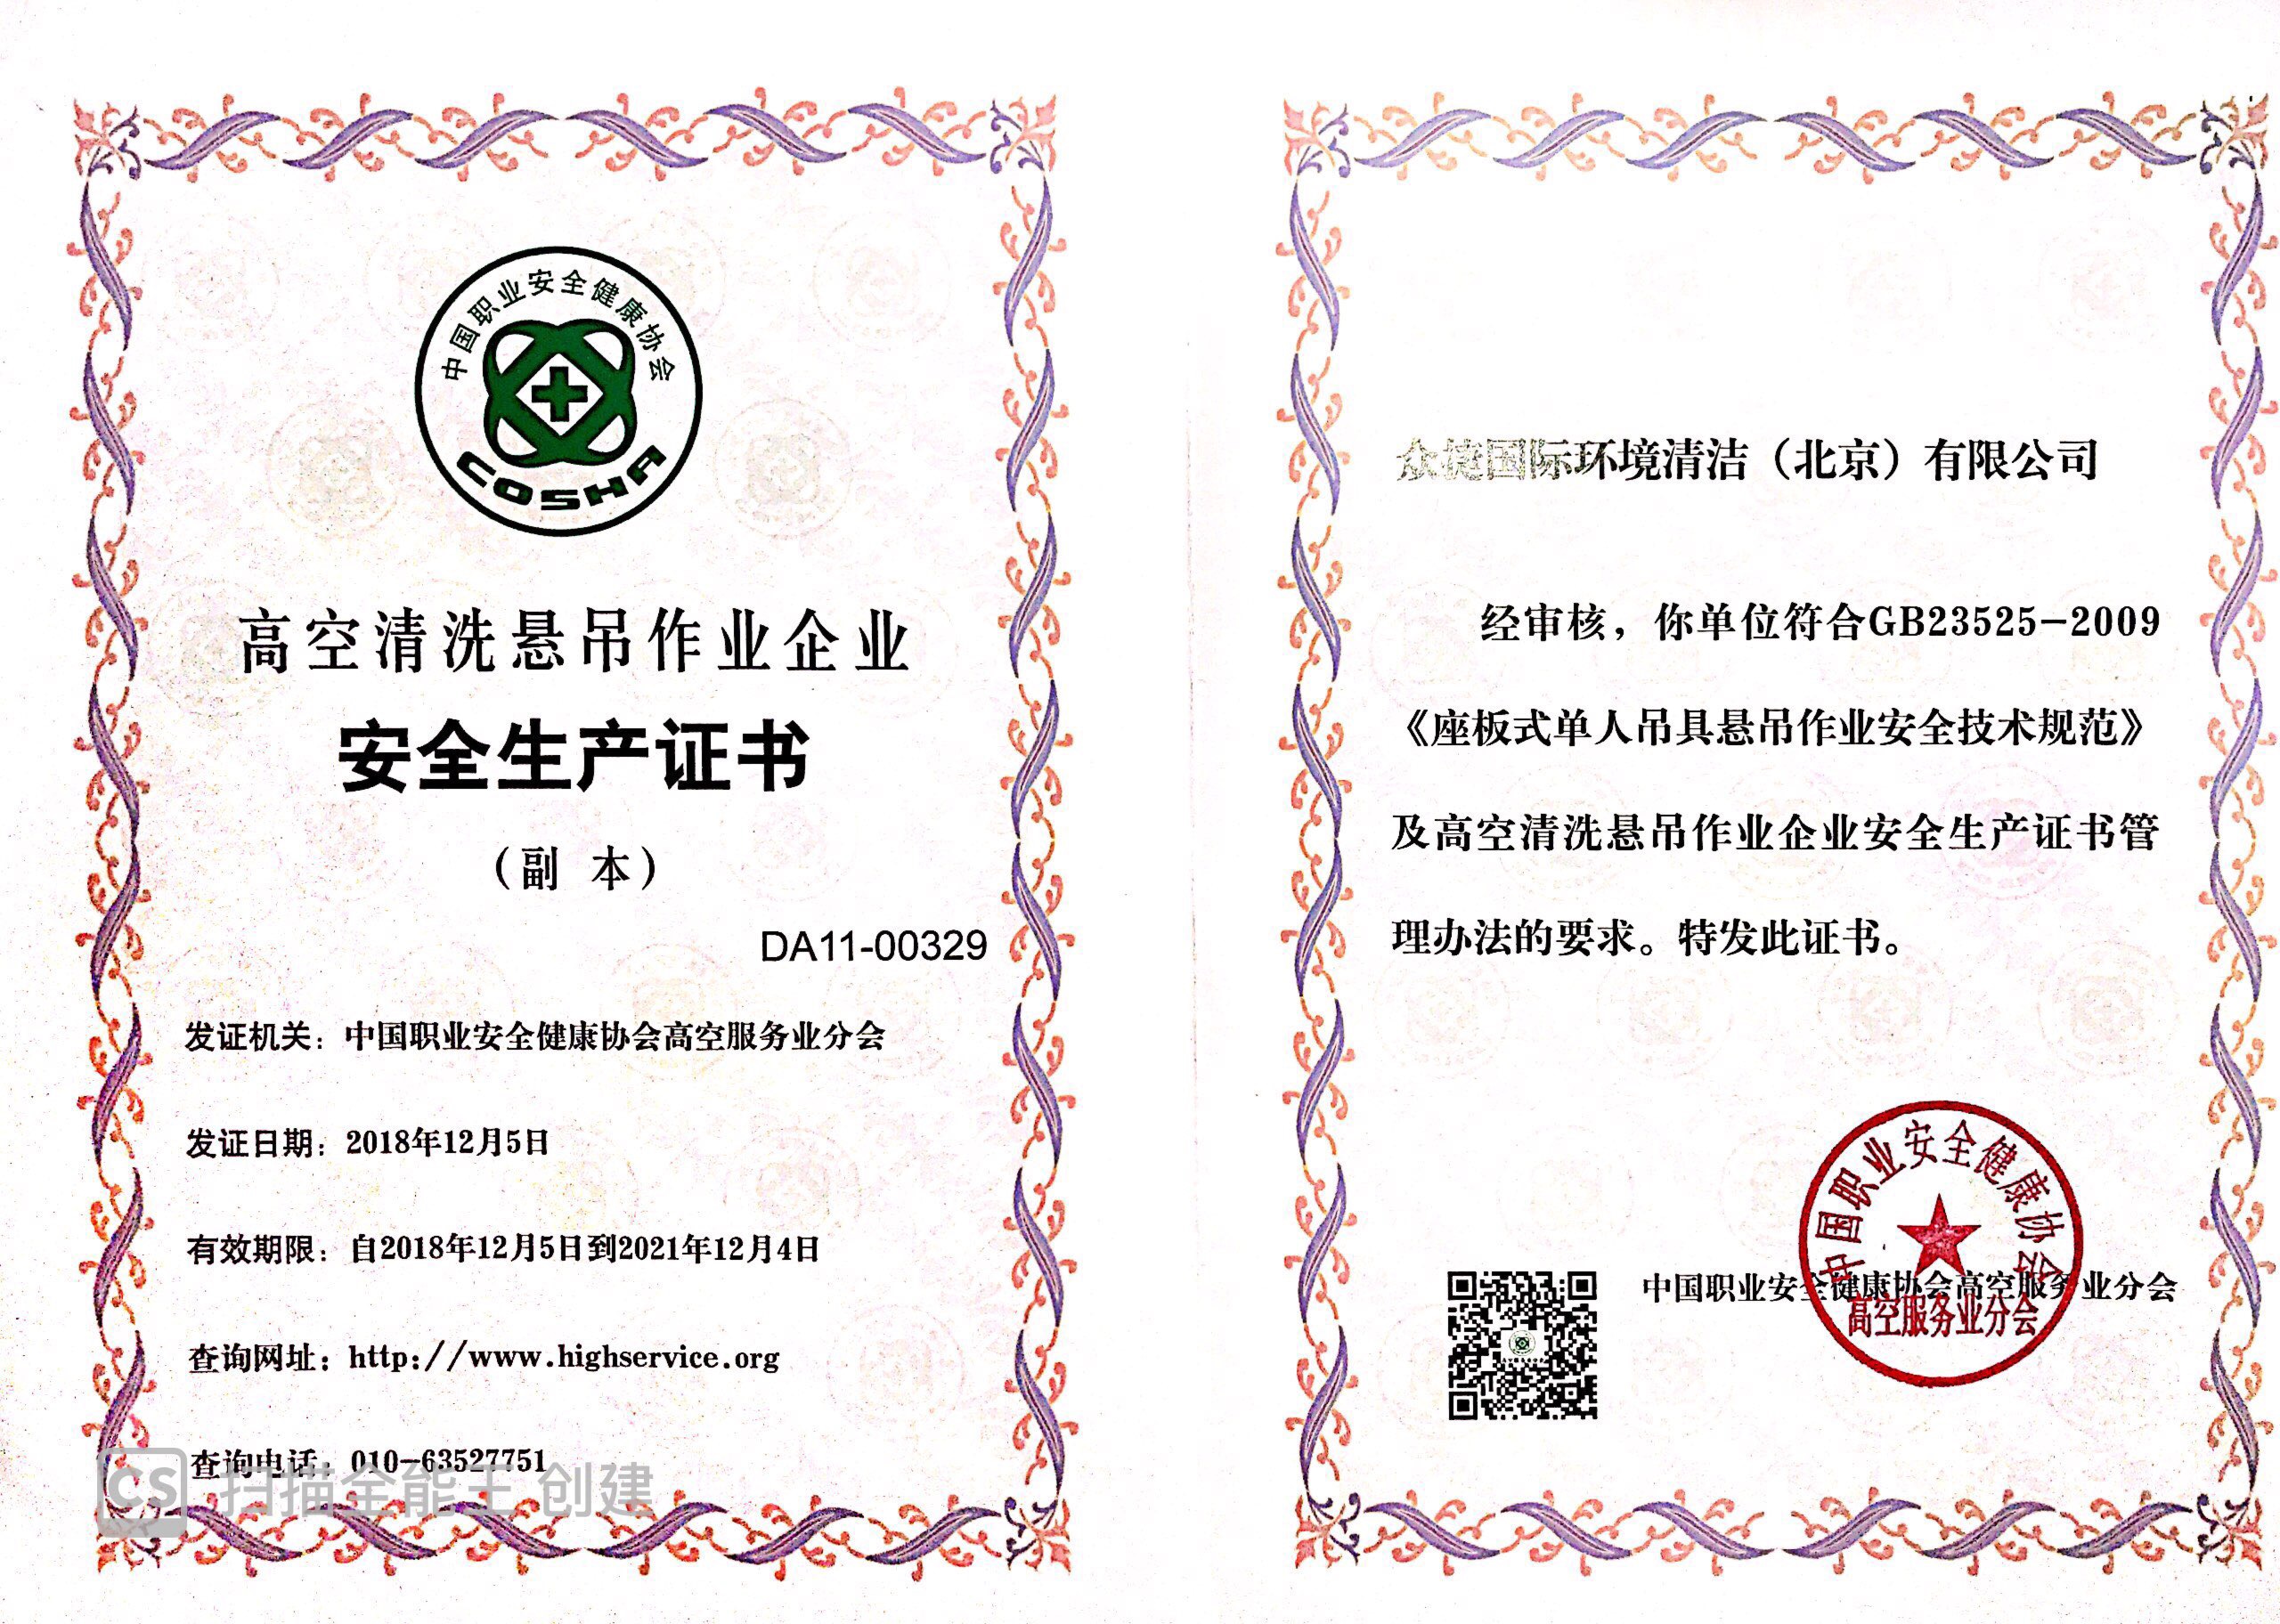 中国职业安全健康协会
COSHA
高空清洗悬吊作业企业
安全生产证书
（副 本）
DA11-00329
发证机关：中国职业安全健康协会高空服务业分会
发证日期：2018年12月5日
有效期限：自2018年12月5日到2021年12月4日
查询网址：http://www.highservice.org
查询电话：010-63527751
CS 扫描全能王 创建
众捷国际环境清洁（北京）有限公司
经审核，你单位符合GB23525-2009
《座板式单人吊具悬吊作业安全技术规范》
及高空清洗悬吊作业企业安全生产证书管
理办法的要求。特发此证书。
中国职业安全健康协会高空服务业分会
中国职业安全健康协会
高空服务业分会